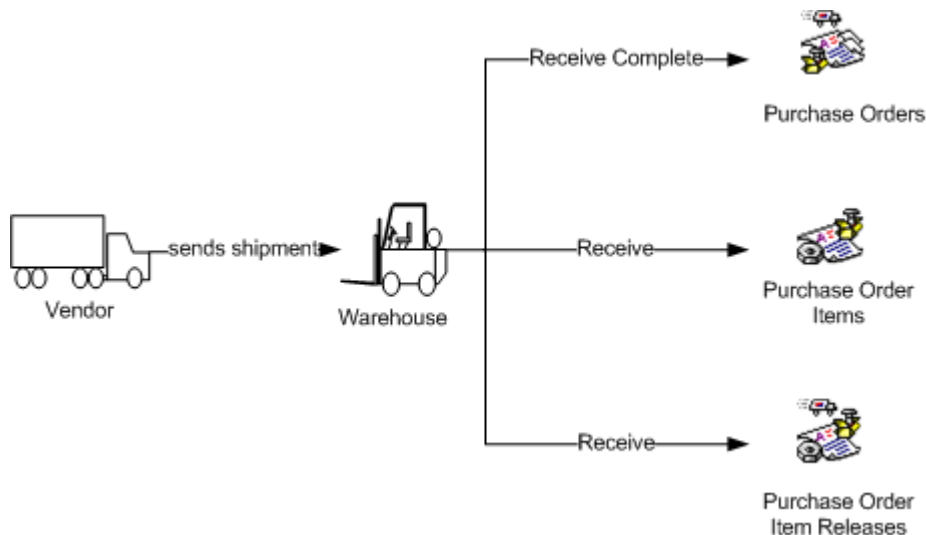 Receive Complete
Purchase Orders
sends shipment
Receive
Vendor
Warehouse
Purchase Order
Items
Receive
Purchase Order
Item Releases